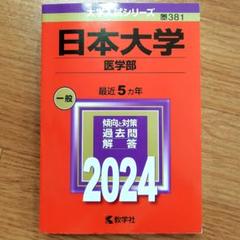 大学入試シリーズ
381
日本大学
医学部
一般
最近5カ年
傾向と対策
過去問
解答
2024
教学社